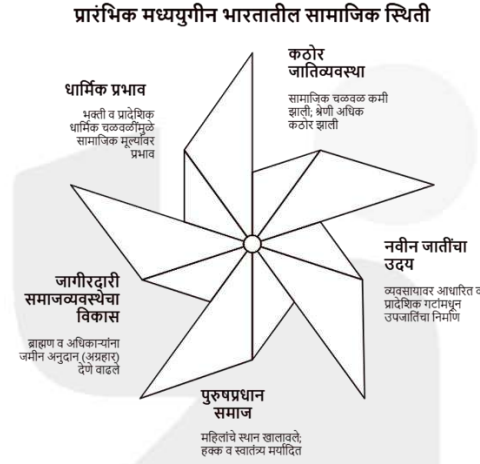 प्रारंभिक मध्ययुगीन भारतातील सामाजिक स्थिती
कठोर
जातिव्यवस्था
सामाजिक चळवळ कमी
झाली; श्रेणी अधिक
कठोर झाली
नवीन जातींचा
उदय
व्यवसायावर आधारित व
प्रादेशिक गटांमधून
उपजातिंचा निर्माण
पुरुषप्रधान
समाज
महिलांचे स्थान खालावले;
हक्क व स्वातंत्र्य मर्यादित
जागीरदारी
समाजव्यवस्थेचा
विकास
ब्राह्मण व अधिकाऱ्यांना
जमीन अनुदान (अग्रहार)
देणे वाढले
धार्मिक प्रभाव
भक्ती व प्रादेशिक
धार्मिक चळवळींमुळे
सामाजिक मूल्यांवर
प्रभाव